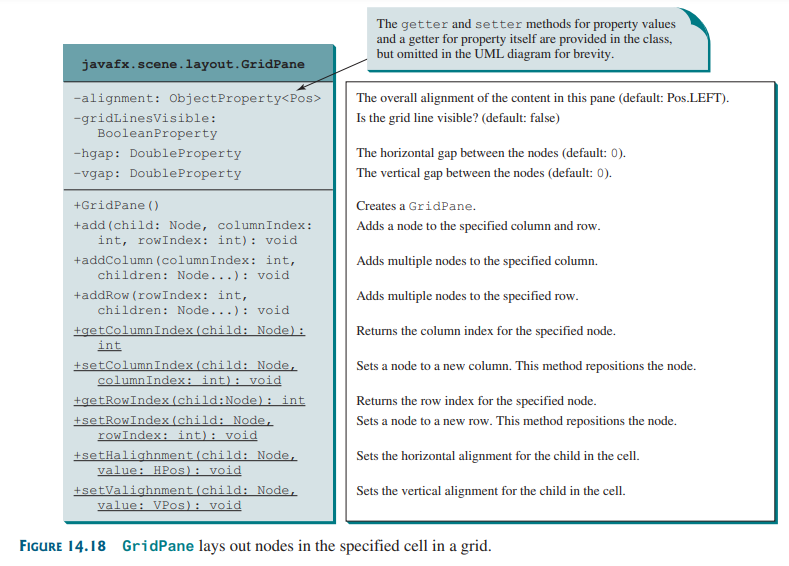 The getter and setter methods for property values
and a getter for property itself are provided in the class,
but omitted in the UML diagram for brevity.
javafx.scene.layout.GridPane
-alignment: ObjectProperty<Pos>
The overall alignment of the content in this pane (default: Pos.LEFT).
-gridLinesVisible:
BooleanProperty
Is the grid line visible? (default: false)
-hgap: DoubleProperty
The horizontal gap between the nodes (default: 0).
-vgap: DoubleProperty
The vertical gap between the nodes (default: 0).
+GridPane()
Creates a GridPane.
+add(child: Node, columnIndex:
int, rowIndex: int): void
Adds a node to the specified column and row.
+addColumn(columnIndex: int,
children: Node...): void
Adds multiple nodes to the specified column.
+addRow(rowIndex: int,
children: Node...): void
Adds multiple nodes to the specified row.
+getColumnIndex(child: Node):
int
Returns the column index for the specified node.
+setColumnIndex(child: Node,
columnIndex: int): void
Sets a node to a new column. This method repositions the node.
+getRowIndex(child:Node): int
Returns the row index for the specified node.
+setRowIndex(child: Node,
rowIndex: int): void
Sets a node to a new row. This method repositions the node.
+setHalighnment(child: Node,
value: HPos): void
Sets the horizontal alignment for the child in the cell.
+setValighnment(child: Node,
value: VPos): void
Sets the vertical alignment for the child in the cell.
FIGURE 14.18 GridPane lays out nodes in the specified cell in a grid.